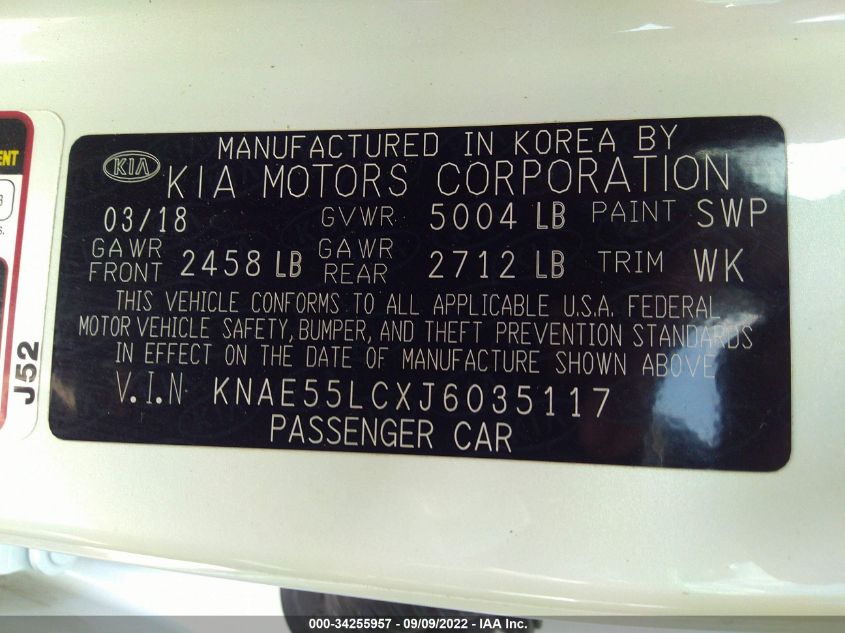 MANUFACTURED IN KOREA BY
KIA
KIA MOTORS CORPORATION
03/18 GVWR 5004 LB PAINT SWP
GAWR FRONT 2458 LB GAWR REAR 2712 LB TRIM WK
THIS VEHICLE CONFORMS TO ALL APPLICABLE U.S.A. FEDERAL
MOTOR VEHICLE SAFETY, BUMPER, AND THEFT PREVENTION STANDARDS
IN EFFECT ON THE DATE OF MANUFACTURE SHOWN ABOVE
V.I.N KNAE55LCXJ6035117
PASSENGER CAR
J52
000-34255957 - 09/09/2022 - IAA Inc.